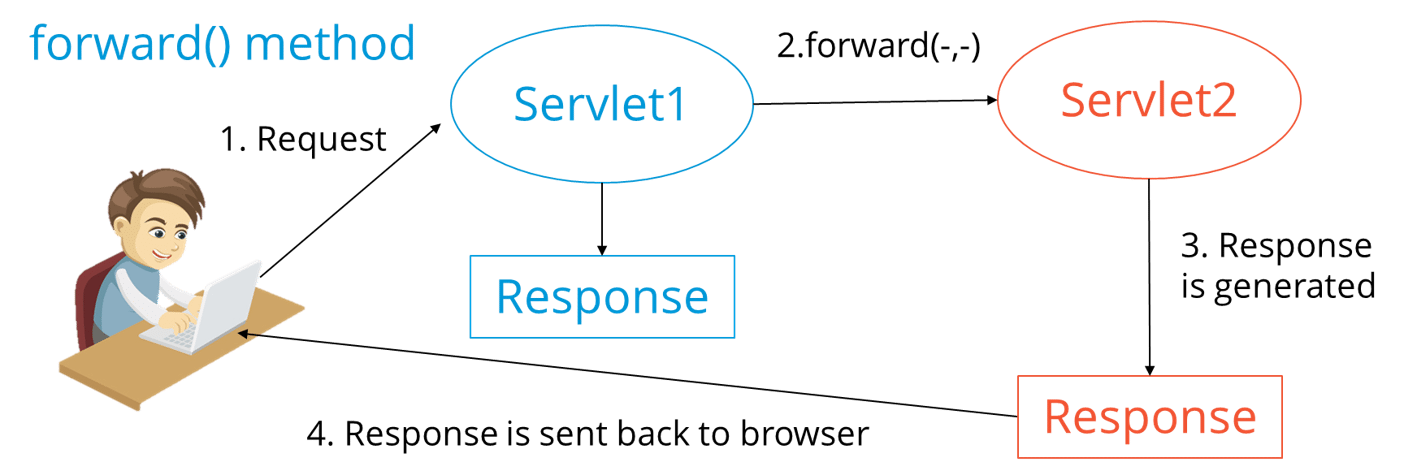 forward() method
1. Request
Servlet1
2.forward(-,-)
Servlet2
Response
3. Response
is generated
Response
4. Response is sent back to browser